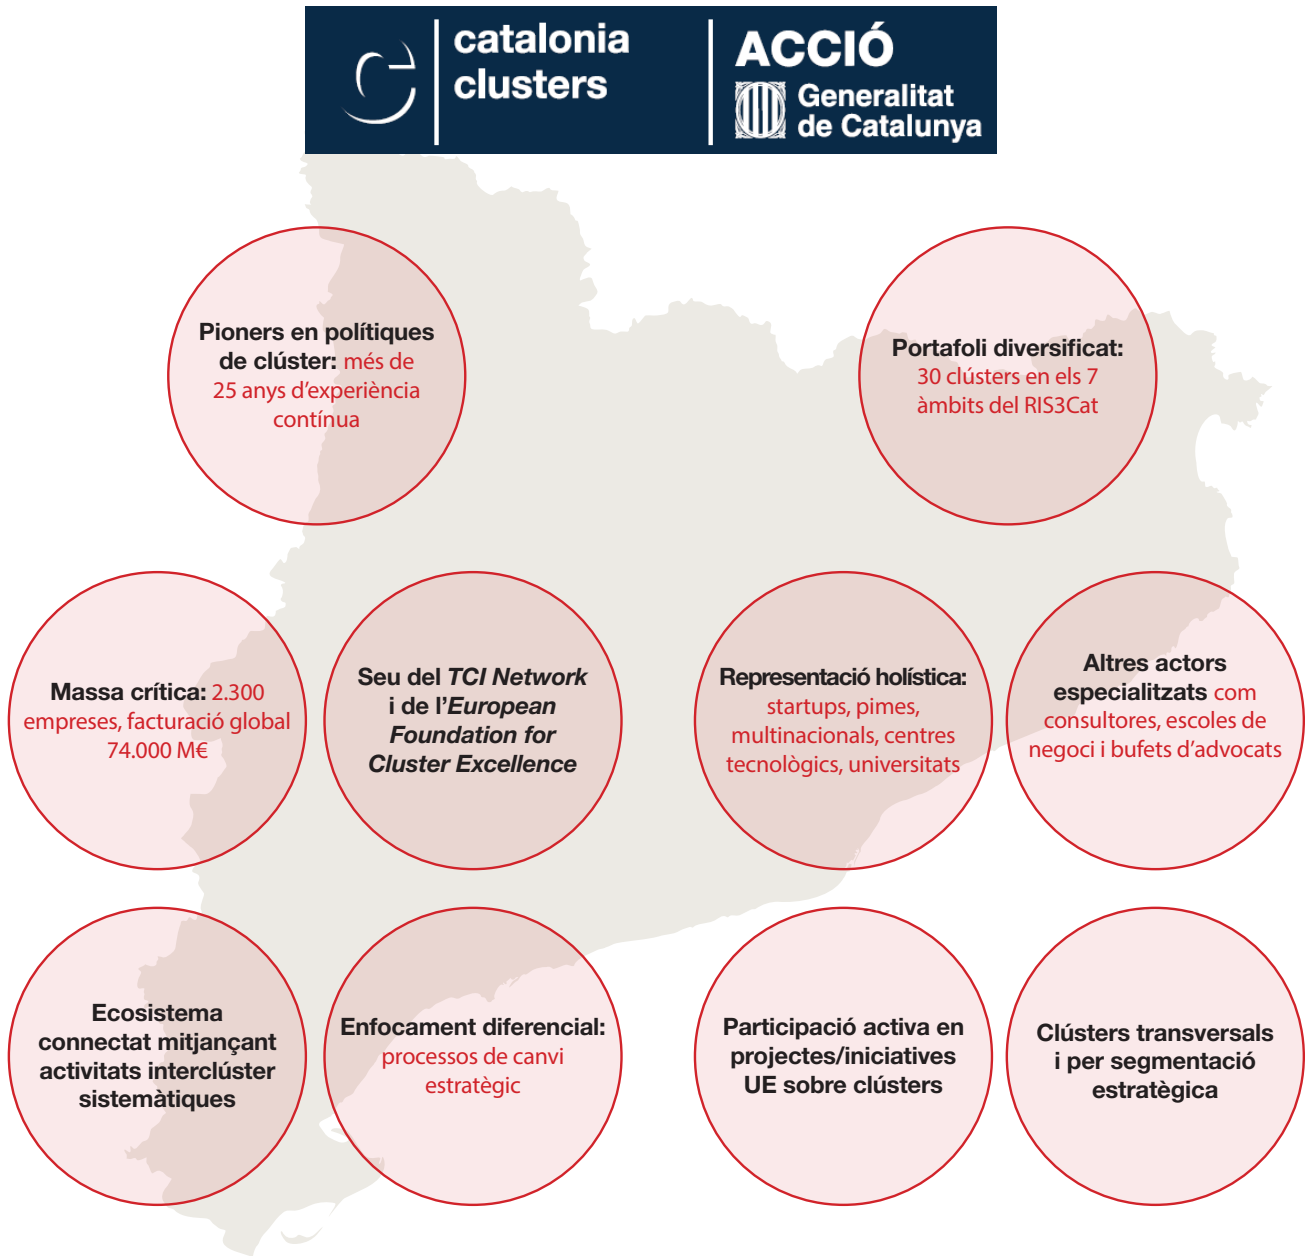 catalonia
clusters
ACCIÓ
Generalitat
de Catalunya
Pioners en polítiques
de clúster: més de
25 anys d'experiència
contínua
Portafoli diversificat:
30 clústers en els 7
àmbits del RIS3Cat
Massa crítica: 2.300
empreses, facturació global
74.000 M€
Seu del TCI Network
i de l'European
Foundation for
Cluster Excellence
Representació holística:
startups, pimes,
multinacionals, centres
tecnològics, universitats
Altres actors
especialitzats com
consultores, escoles de
negoci i bufets d'advocats
Ecosistema
connectat mitjançant
activitats interclúster
sistemàtiques
Enfocament diferencial:
processos de canvi
estratègic
Participació activa en
projectes/iniciatives
UE sobre clústers
Clústers transversals
i per segmentació
estratègica